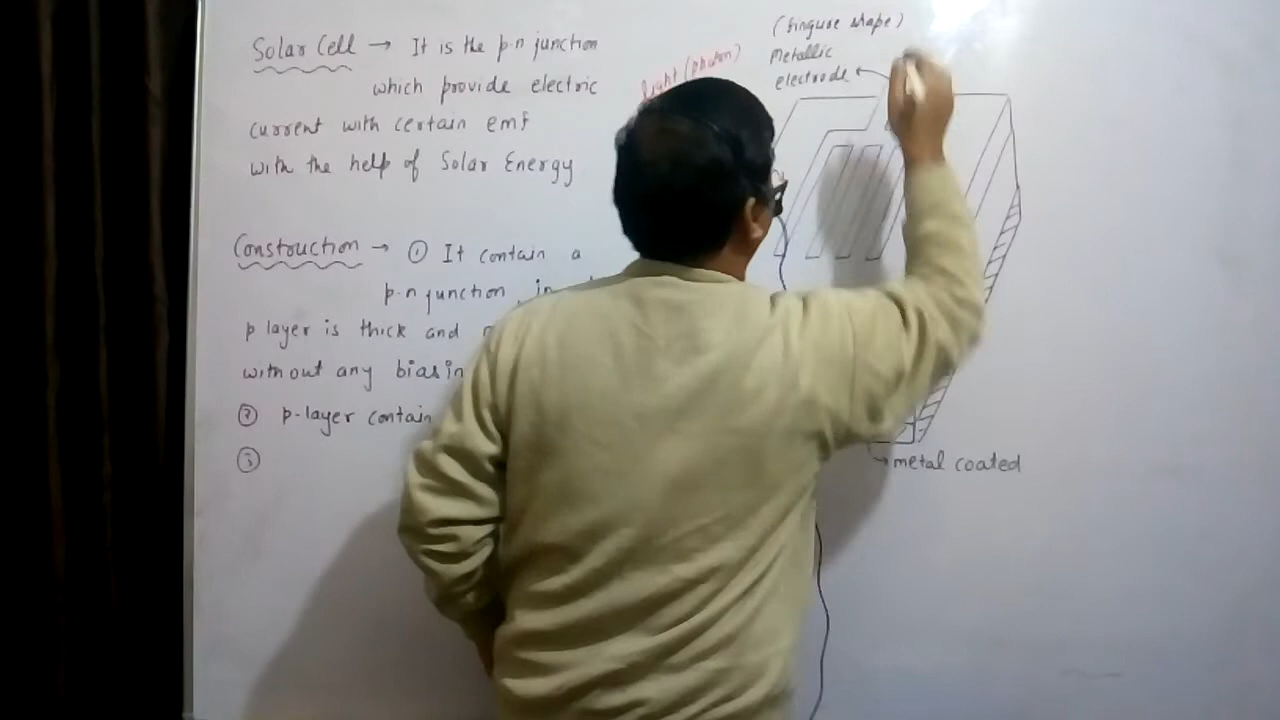 Solar Cell → It is the p-n junction
which provide electric
current with certain emf
with the help of Solar Energy
Construction → ① It contain a
p-n junction, in
p layer is thick and
without any biasin
② p-layer contain
③
light (photon)
(fingure shape)
Metallic
electrode
metal coated